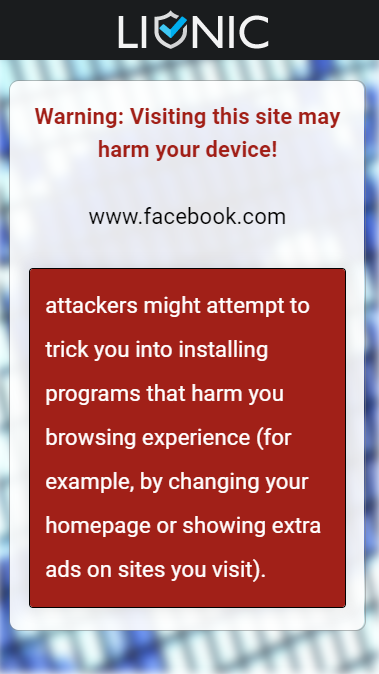 LIONIC
Warning: Visiting this site may
harm your device!
www.facebook.com
attackers might attempt to
trick you into installing
programs that harm you
browsing experience (for
example, by changing your
homepage or showing extra
ads on sites you visit).